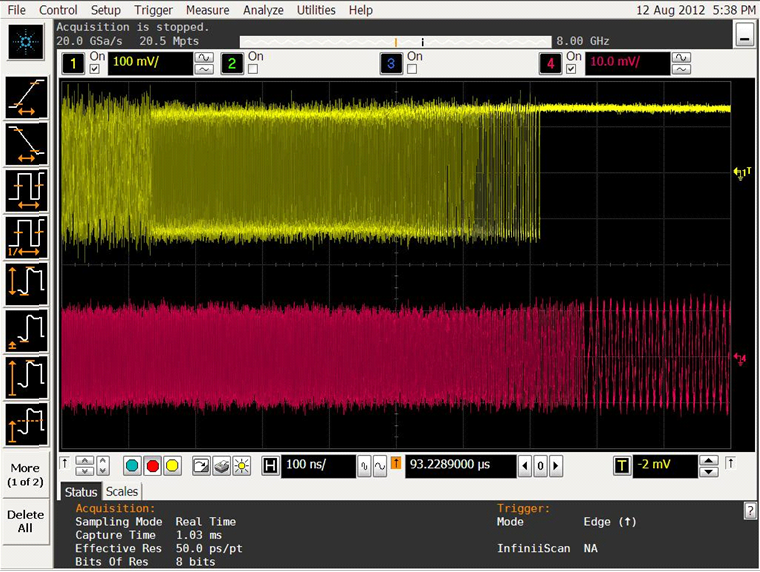 File Control Setup Trigger Measure Analyze Utilities Help 12 Aug 2012 5:38 PM
Acquisition is stopped.
20.0 GSa/s 20.5 Mpts 8.00 GHz
1 On 100 mV/ 2 On 3 On 4 On 10.0 mV/
1 T
4
H 100 ns/ 93.2289000 µs 0 T -2 mV
More
(1 of 2)
Delete
All
Status Scales
Acquisition:
Sampling Mode Real Time
Capture Time 1.03 ms
Effective Res 50.0 ps/pt
Bits Of Res 8 bits
Trigger:
Mode Edge (↑)
InfiniiScan NA
?